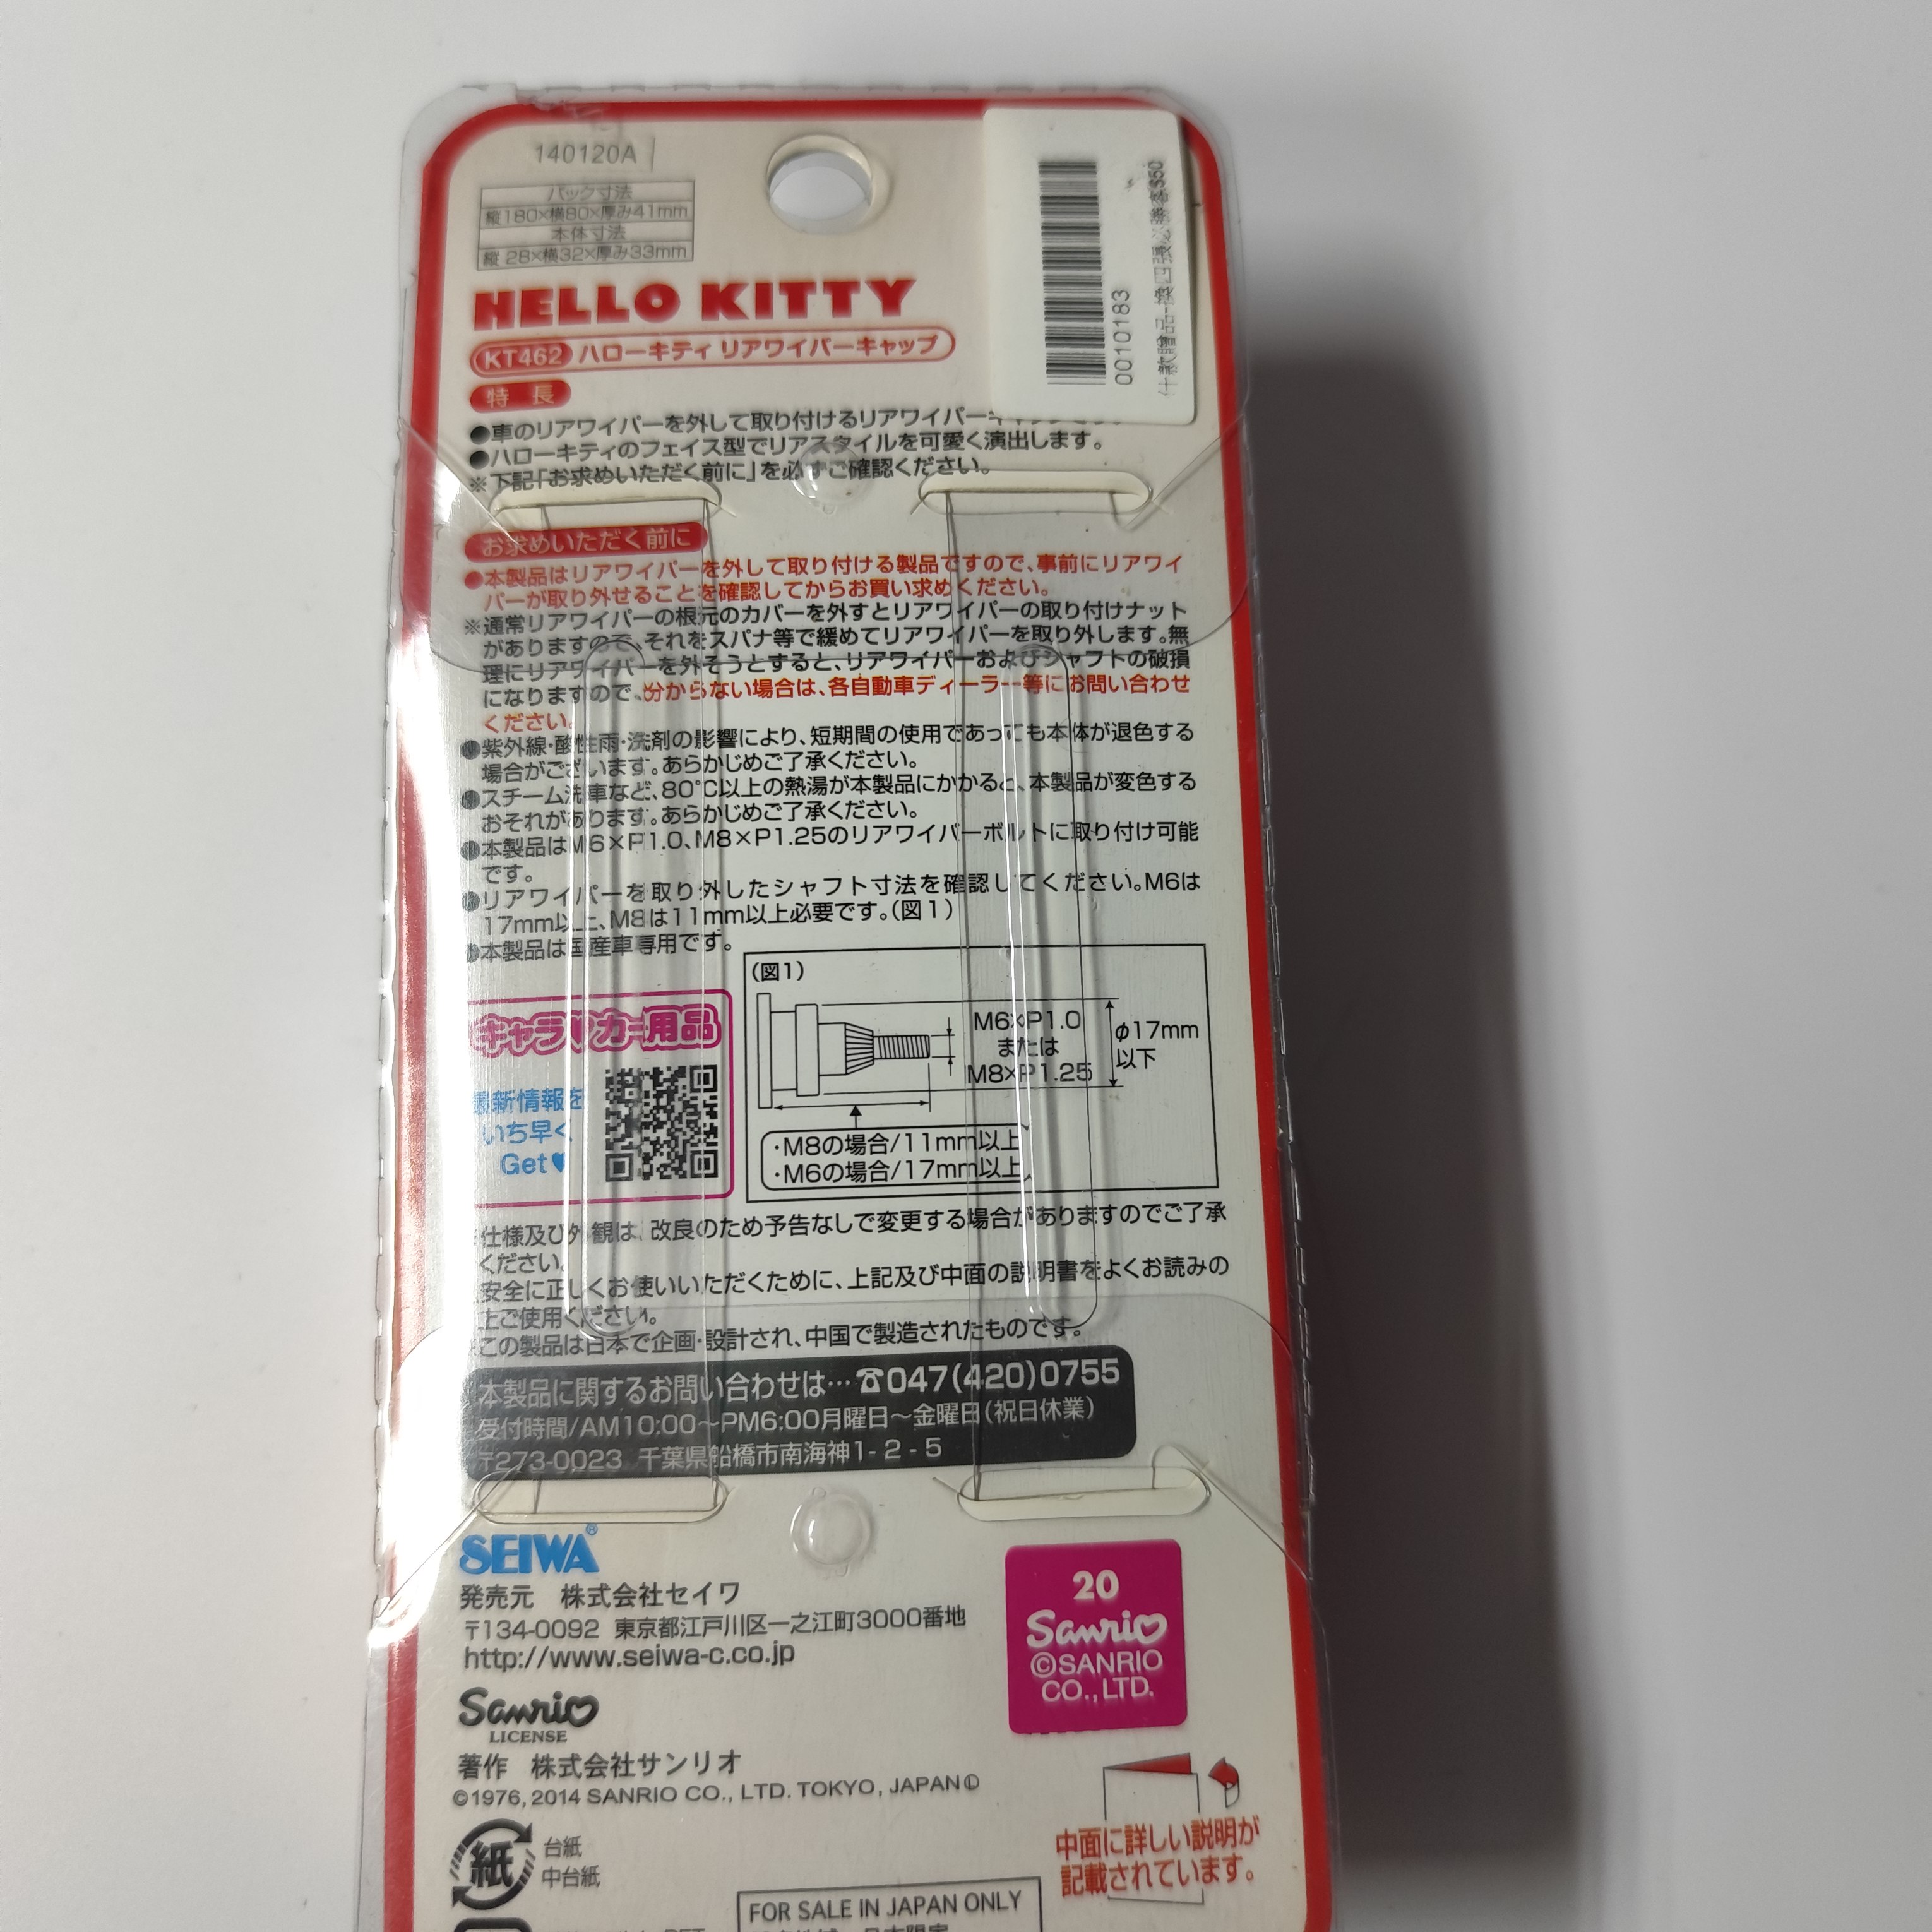 140120A
パック寸法
縦180×横80×厚み41mm
本体寸法
縦 28×横32×厚み33mm
0010183
HELLO KITTY
KT462 ハローキティ リアワイパーキャップ
特 長
●車のリアワイパーを外して取り付けるリアワイパー
●ハローキティのフェイス型でリアスタイルを可愛く演出します。
※下記「お求めいただく前に」を必ずご確認ください。
お求めいただく前に
●本製品はリアワイパーを外して取り付ける製品ですので、事前にリアワイ
パーが取り外せることを確認してからお買い求めください。
※通常リアワイパーの根元のカバーを外すとリアワイパーの取り付けナット
がありますので、それをスパナ等で緩めてリアワイパーを取り外します。無
理にリアワイパーを外そうとすると、リアワイパーおよびシャフトの破損
になりますので、分からない場合は、各自動車ディーラー等にお問い合わせ
ください。
●紫外線・酸性雨・洗剤の影響により、短期間の使用であっても本体が退色する
場合がございます。あらかじめご了承ください。
●スチーム洗車など、80℃以上の熱湯が本製品にかかると、本製品が変色する
おそれがあります。あらかじめご了承ください。
●本製品はM6×P1.0、M8×P1.25のリアワイパーボルトに取り付け可能
です。
●リアワイパーを取り外したシャフト寸法を確認してください。M6は
17mm以上、M8は11mm以上必要です。(図1)
●本製品は国産車専用です。
(図1)
M6×P1.0
または
M8×P1.25
φ17mm
以下
・M8の場合/11mm以上
・M6の場合/17mm以上
キャラ♡カー用品
最新情報を
いち早く
Get♥
仕様及び外観は、改良のため予告なしで変更する場合がありますのでご了承
ください。
安全に正しくお使いいただくために、上記及び中面の説明書をよくお読みの
上ご使用ください。
この製品は日本で企画・設計され、中国で製造されたものです。
本製品に関するお問い合わせは…☎047(420)0755
受付時間/AM10:00～PM6:00月曜日～金曜日(祝日休業)
〒273-0023 千葉県船橋市南海神1-2-5
SEIWA®
発売元 株式会社セイワ
〒134-0092 東京都江戸川区一之江町3000番地
http://www.seiwa-c.co.jp
20
Sanrio
©SANRIO
CO.,LTD.
Sanrio
LICENSE
著作 株式会社サンリオ
©1976, 2014 SANRIO CO., LTD. TOKYO, JAPAN Ⓛ
紙
台紙
中台紙
中面に詳しい説明が
記載されています。
FOR SALE IN JAPAN ONLY